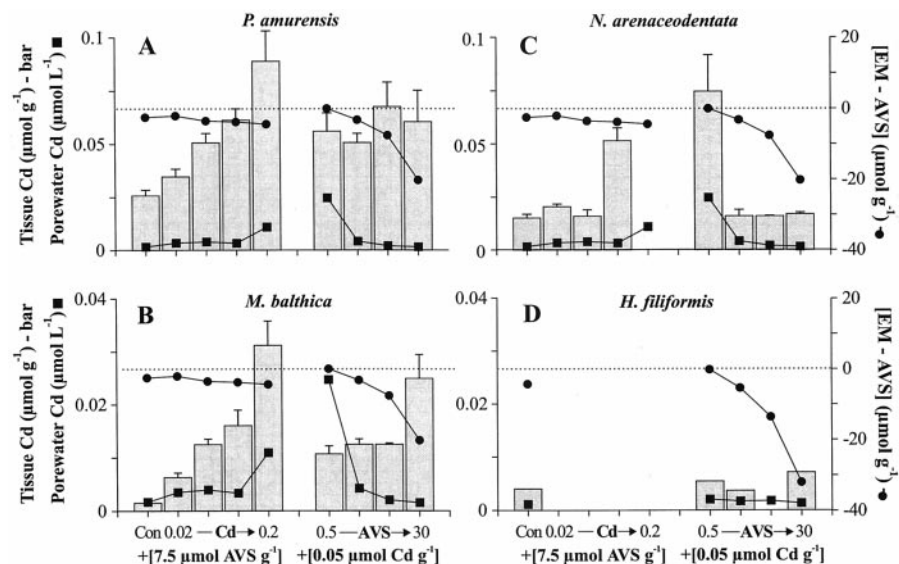 P. amurensis
N. arenaceodentata
Tissue Cd (µmol g⁻¹) - bar
Porewater Cd (µmol L⁻¹) ■
0.1
0.05
0
A
0.1
0.05
0
C
20
0
-20
-40
[EM - AVS] (µmol g⁻¹) -●
M. balthica
H. filiformis
Tissue Cd (µmol g⁻¹) - bar
Porewater Cd (µmol L⁻¹) ■
0.04
0.02
0
B
0.04
0.02
0
D
20
0
-20
-40
[EM - AVS] (µmol g⁻¹) -●
Con 0.02 — Cd → 0.2
0.5 — AVS → 30
Con 0.02 — Cd → 0.2
0.5 — AVS → 30
+[7.5 µmol AVS g⁻¹]
+[0.05 µmol Cd g⁻¹]
+[7.5 µmol AVS g⁻¹]
+[0.05 µmol Cd g⁻¹]